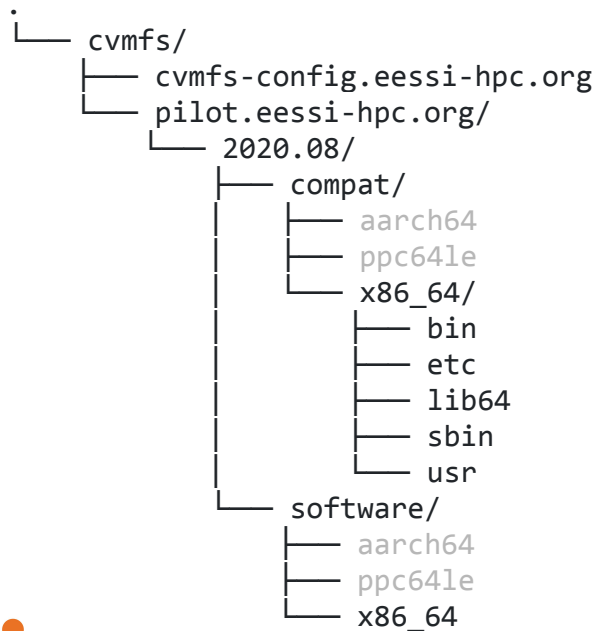 .
└── cvmfs/
    ├── cvmfs-config.eessi-hpc.org
    └── pilot.eessi-hpc.org/
        └── 2020.08/
            ├── compat/
            │   ├── aarch64
            │   ├── ppc64le
            │   └── x86_64/
            │       ├── bin
            │       ├── etc
            │       ├── lib64
            │       ├── sbin
            │       └── usr
            └── software/
                ├── aarch64
                ├── ppc64le
                └── x86_64